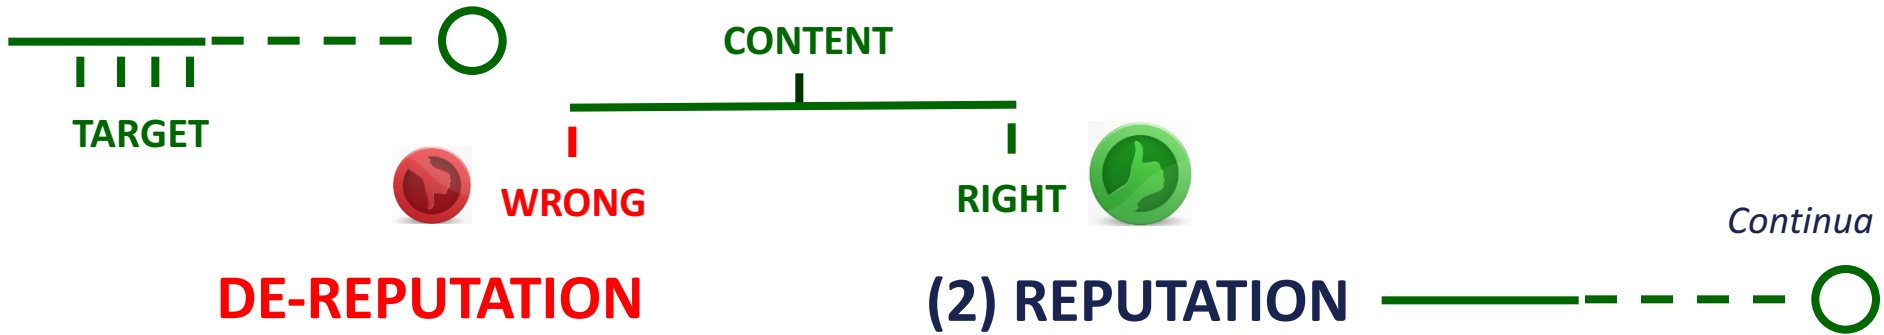 CONTENT
TARGET
WRONG
RIGHT
Continua
DE-REPUTATION
(2) REPUTATION